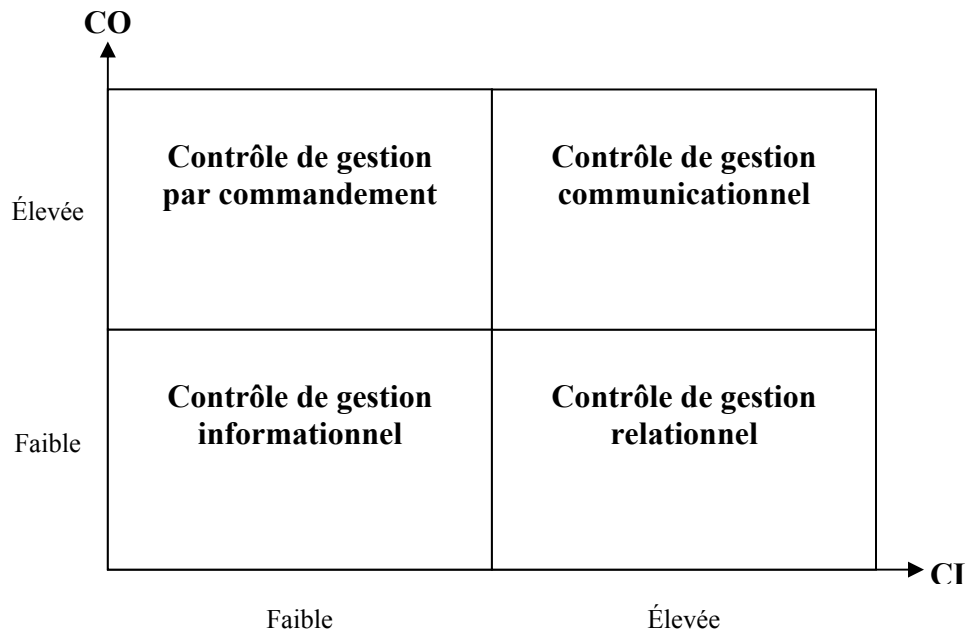 CO
Contrôle de gestion
par commandement
Contrôle de gestion
communicationnel
Élevée
Contrôle de gestion
informationnel
Contrôle de gestion
relationnel
Faible
CI
Faible
Élevée